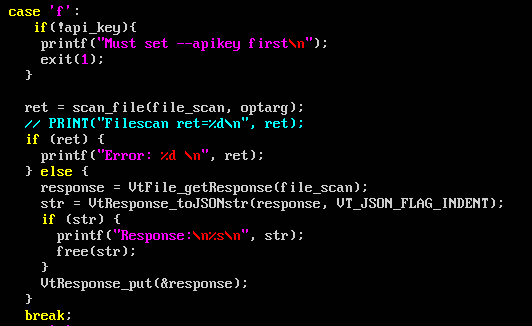 case 'f':
if(!api_key){
printf("Must set --apikey first\n");
exit(1);
}
ret = scan_file(file_scan, optarg);
// PRINT("Filescan ret=%d\n", ret);
if (ret) {
printf("Error: %d \n", ret);
} else {
response = VtFile_getResponse(file_scan);
str = VtResponse_toJSONstr(response, VT_JSON_FLAG_INDENT);
if (str) {
printf("Response:\n%s\n", str);
free(str);
}
VtResponse_put(&response);
}
break;